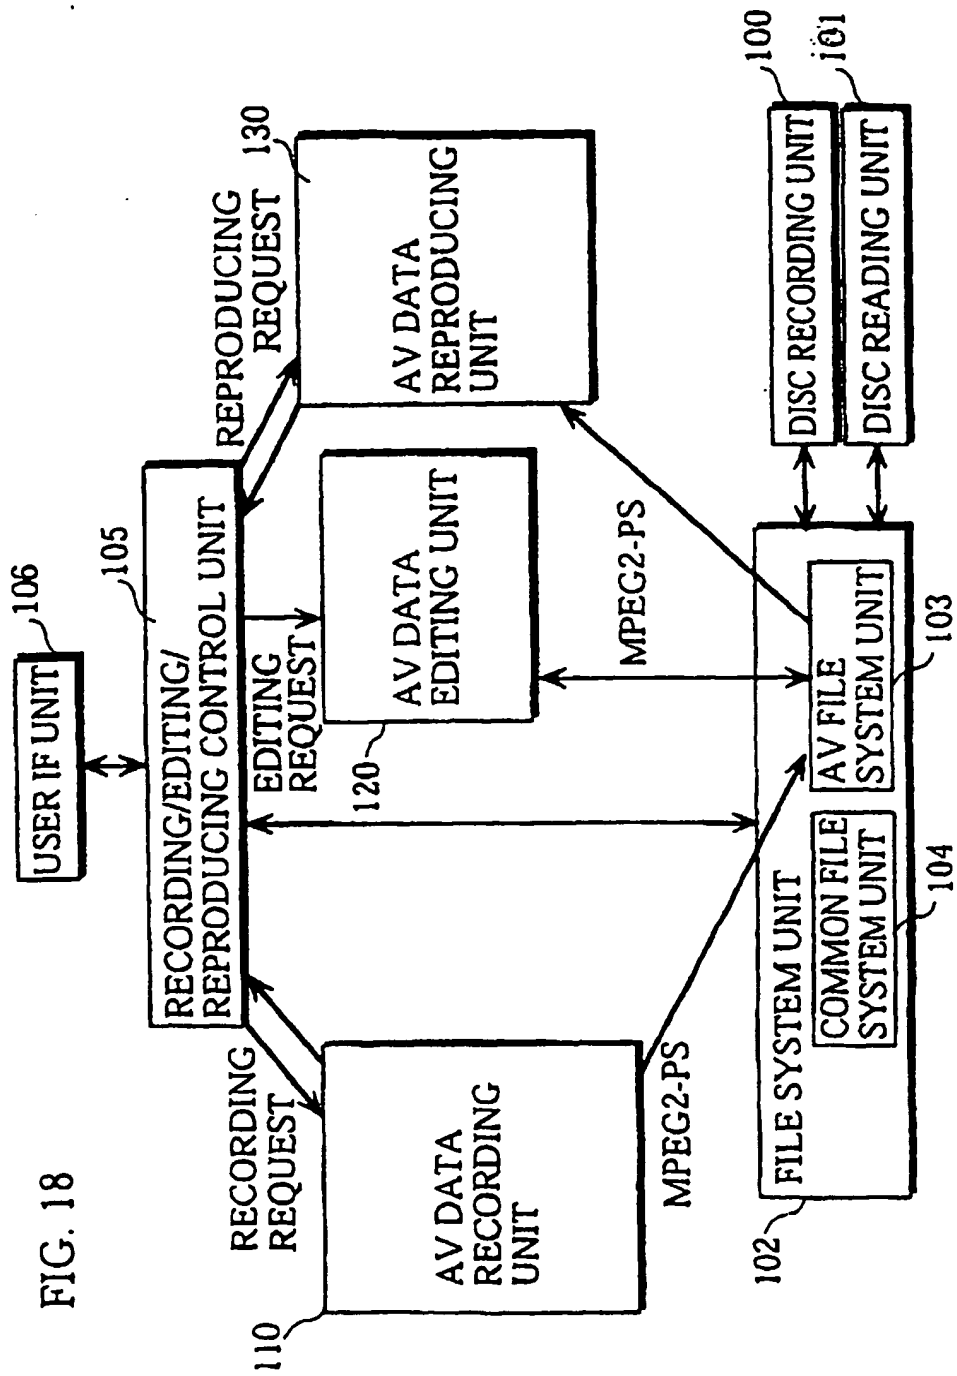 FIG. 18
USER IF UNIT
106
105
RECORDING/EDITING/
REPRODUCING CONTROL UNIT
RECORDING
REQUEST
EDITING
REQUEST
REPRODUCING
REQUEST
110
AV DATA
RECORDING
UNIT
120
AV DATA
EDITING UNIT
130
AV DATA
REPRODUCING
UNIT
MPEG2-PS
MPEG2-PS
102
FILE SYSTEM UNIT
COMMON FILE
SYSTEM UNIT
104
AV FILE
SYSTEM UNIT
103
DISC RECORDING UNIT
100
DISC READING UNIT
101